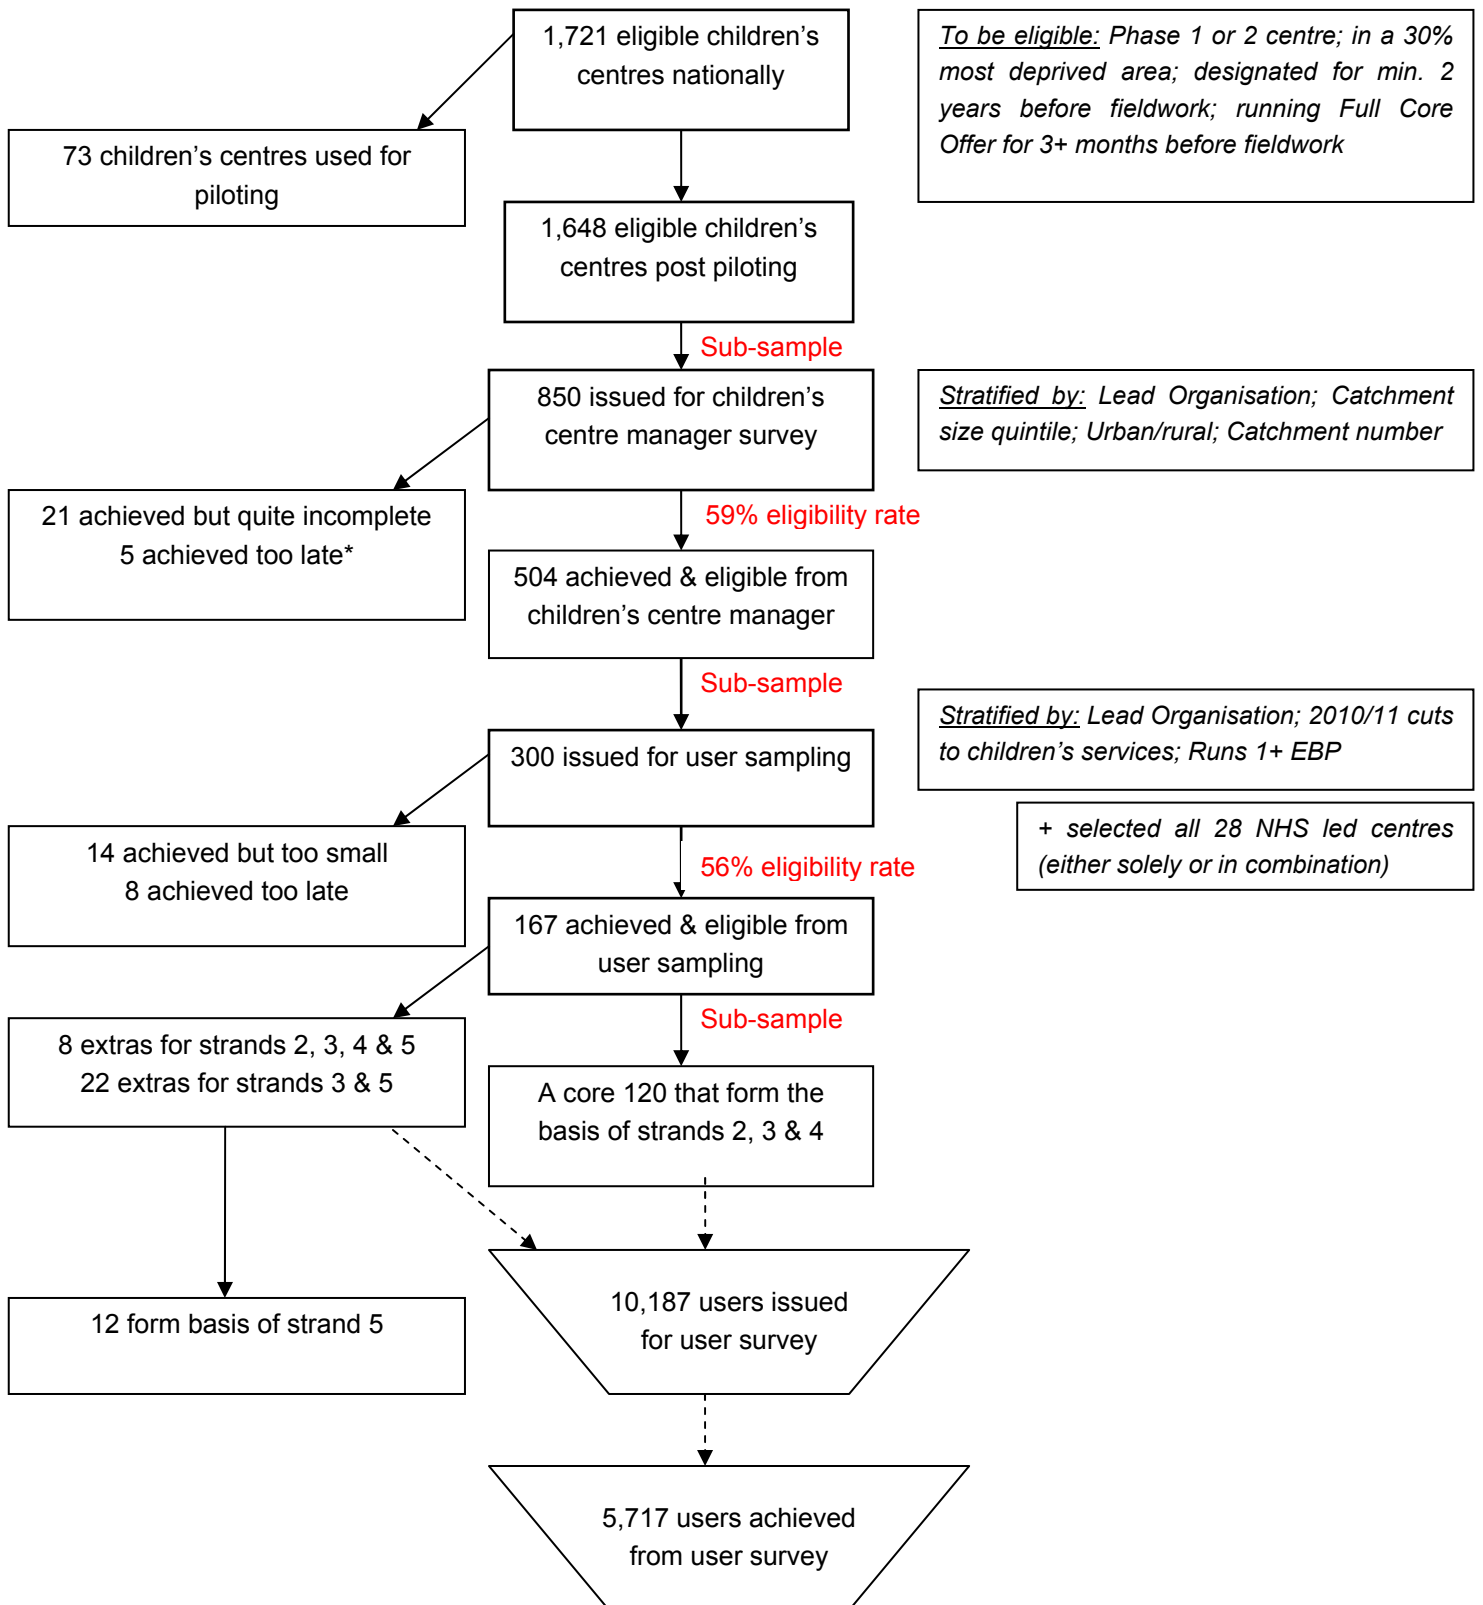 1,721 eligible children's
centres nationally
To be eligible: Phase 1 or 2 centre; in a 30%
most deprived area; designated for min. 2
years before fieldwork; running Full Core
Offer for 3+ months before fieldwork
73 children's centres used for
piloting
1,648 eligible children's
centres post piloting
Sub-sample
850 issued for children's
centre manager survey
Stratified by: Lead Organisation; Catchment
size quintile; Urban/rural; Catchment number
21 achieved but quite incomplete
5 achieved too late*
59% eligibility rate
504 achieved & eligible from
children's centre manager
Sub-sample
Stratified by: Lead Organisation; 2010/11 cuts
to children's services; Runs 1+ EBP
300 issued for user sampling
+ selected all 28 NHS led centres
(either solely or in combination)
14 achieved but too small
8 achieved too late
56% eligibility rate
167 achieved & eligible from
user sampling
Sub-sample
8 extras for strands 2, 3, 4 & 5
22 extras for strands 3 & 5
A core 120 that form the
basis of strands 2, 3 & 4
12 form basis of strand 5
10,187 users issued
for user survey
5,717 users achieved
from user survey